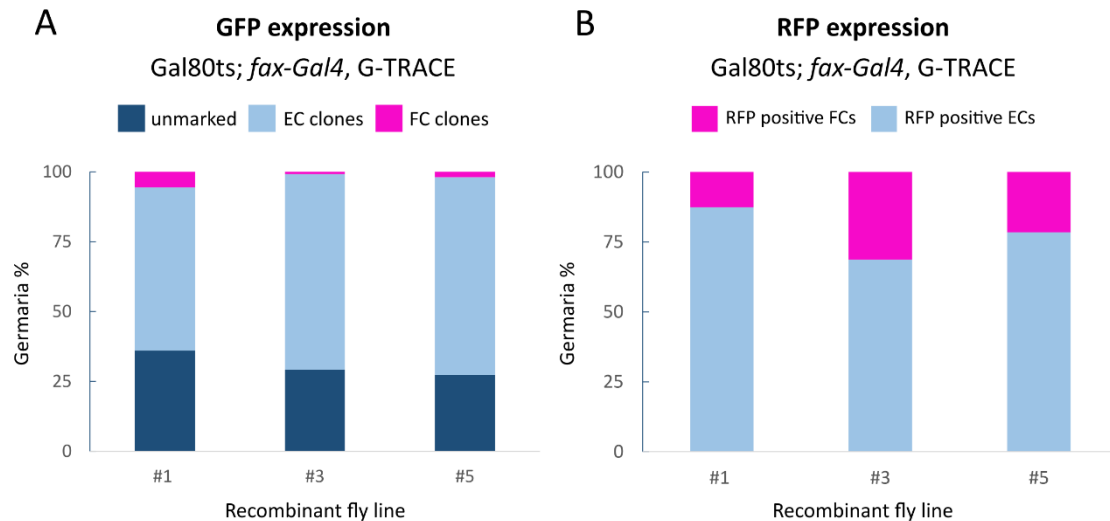 A
GFP expression
Gal80ts; fax-Gal4, G-TRACE
unmarked
EC clones
FC clones
100
75
50
25
0
Germaria %
#1
#3
#5
Recombinant fly line
B
RFP expression
Gal80ts; fax-Gal4, G-TRACE
RFP positive FCs
RFP positive ECs
100
75
50
25
0
Germaria %
#1
#3
#5
Recombinant fly line